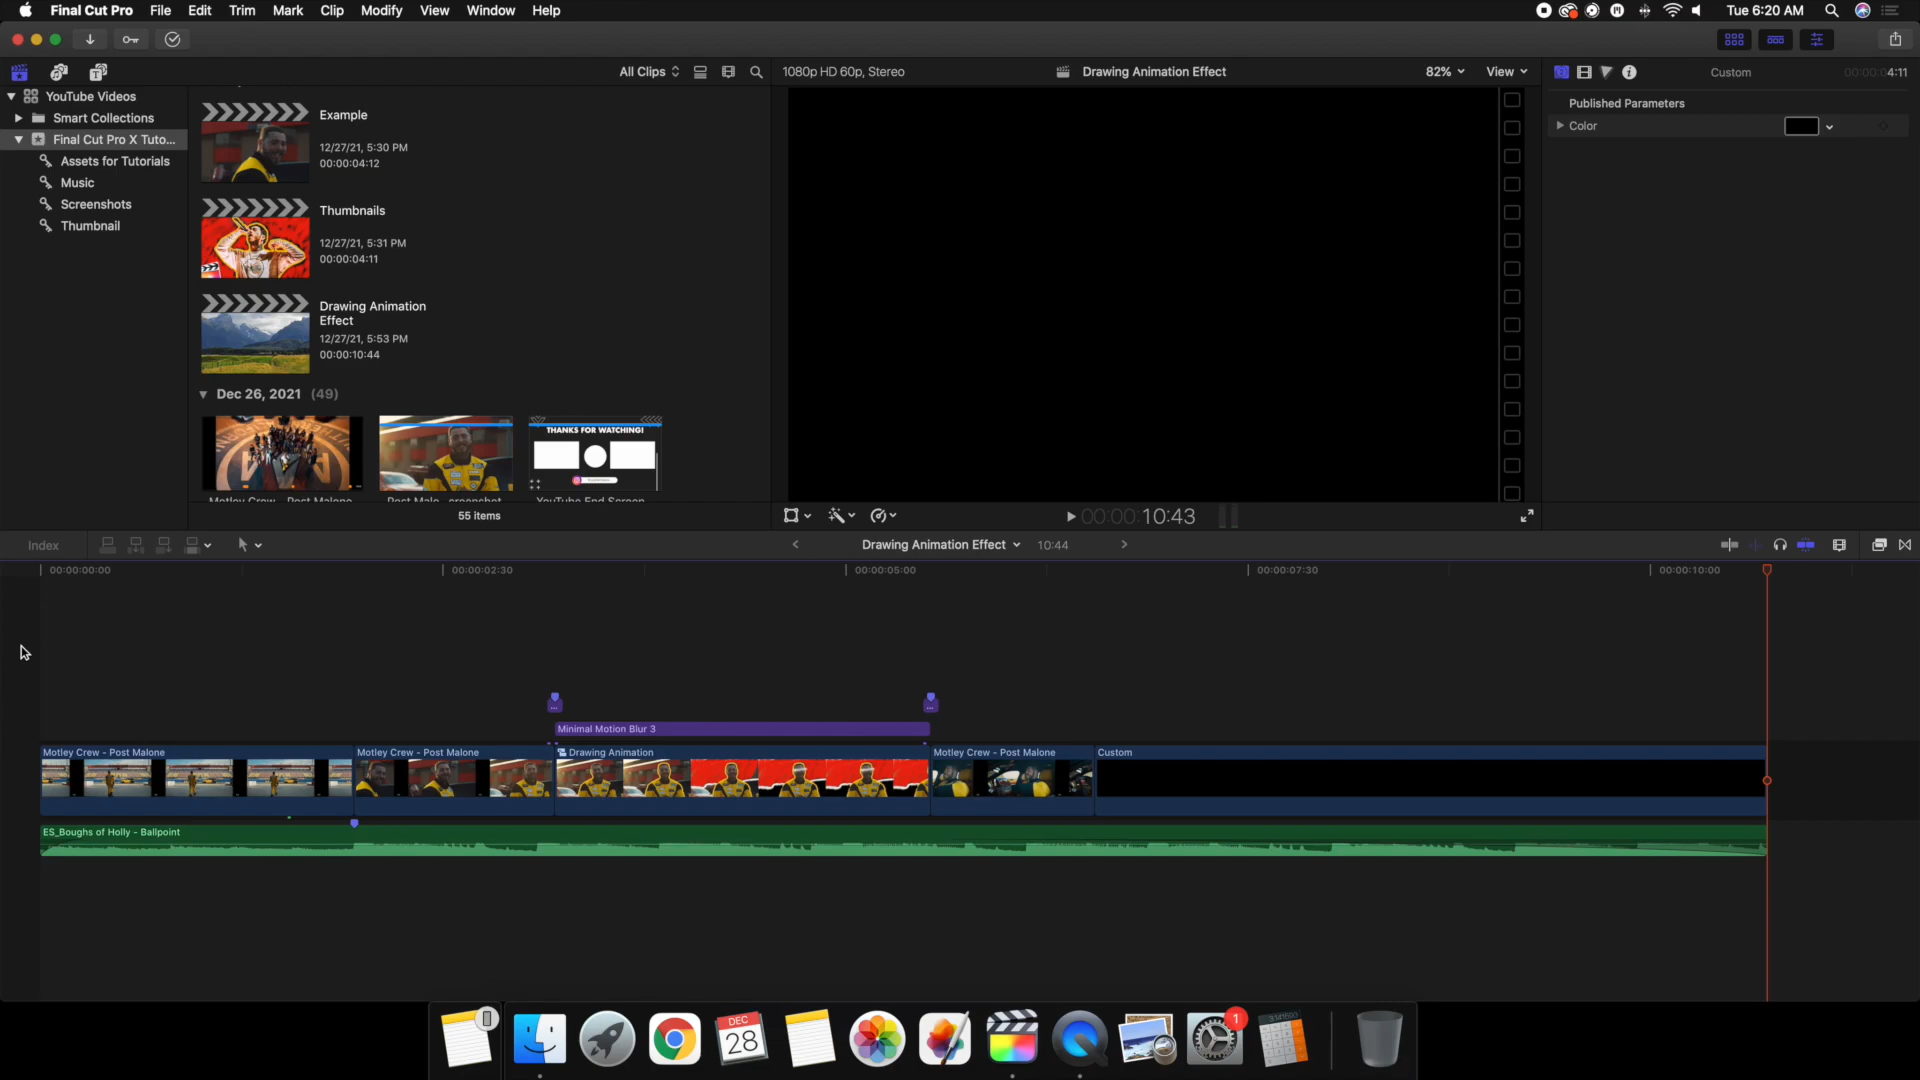 Final Cut Pro File Edit Trim Mark Clip Modify View Window Help Tue 6:20 AM
All Clips 1080p HD 60p, Stereo Drawing Animation Effect 82% View Custom 00:00:04:11
YouTube Videos
Smart Collections
Final Cut Pro X Tuto...
Assets for Tutorials
Music
Screenshots
Thumbnail
Example
12/27/21, 5:30 PM
00:00:04:12
Thumbnails
12/27/21, 5:31 PM
00:00:04:11
Drawing Animation
Effect
12/27/21, 5:53 PM
00:00:10:44
Dec 26, 2021 (49)
THANKS FOR WATCHING!
Motley Crew - Post Malone Post Malo...creenshot YouTube End Screen
55 items
Published Parameters
Color
00:00:10:43
Index Drawing Animation Effect 10:44
00:00:00:00 00:00:02:30 00:00:05:00 00:00:07:30 00:00:10:00
... ...
Minimal Motion Blur 3
Motley Crew - Post Malone Motley Crew - Post Malone Drawing Animation Motley Crew - Post Malone Custom
ES_Boughs of Holly - Ballpoint
DEC
28
1